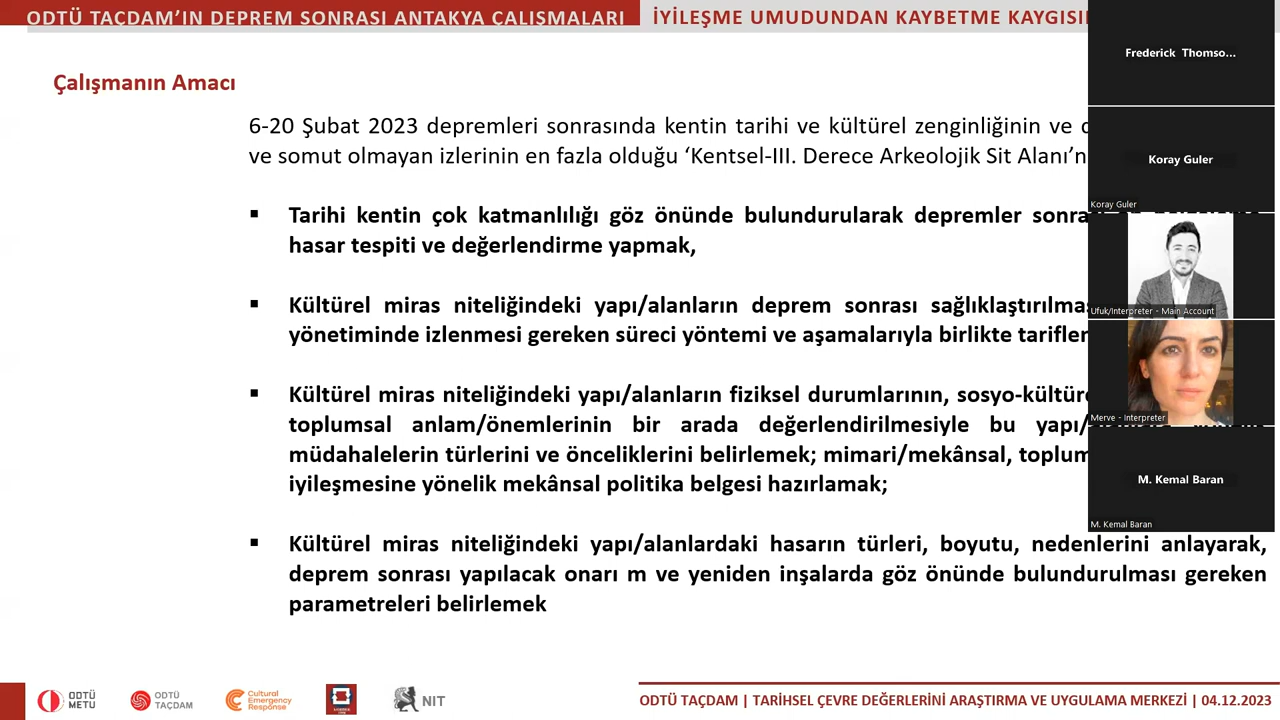 ODTÜ TAÇDAM’IN DEPREM SONRASI ANTAKYA ÇALIŞMALARI
İYİLEŞME UMUDUNDAN KAYBETME
Çalışmanın Amacı
6-20 Şubat 2023 depremleri sonrasında kentin tarihi ve kültürel zenginliğinin ve
ve somut olmayan izlerinin en fazla olduğu ‘Kentsel-III. Derece Arkeolojik Sit
▪ Tarihi kentin çok katmanlılığı göz önünde bulundurularak depremler
hasar tespiti ve değerlendirme yapmak,
▪ Kültürel miras niteliğindeki yapı/alanların deprem sonrası
yönetiminde izlenmesi gereken süreci yöntemi ve aşamalarıyla birlikte
▪ Kültürel miras niteliğindeki yapı/alanların fiziksel durumlarının,
toplumsal anlam/önemlerinin bir arada değerlendirilmesiyle bu
müdahalelerin türlerini ve önceliklerini belirlemek; mimari/mekânsal,
iyileşmesine yönelik mekânsal politika belgesi hazırlamak;
▪ Kültürel miras niteliğindeki yapı/alanlardaki hasarın türleri, boyutu, nedenlerini anlayarak,
deprem sonrası yapılacak onarı m ve yeniden inşalarda göz önünde bulundurulması gereken
parametreleri belirlemek
Frederick Thomso...
Koray Guler
Koray Guler
Ufuk/Interpreter - Main Account
Merve - Interpreter
M. Kemal Baran
M. Kemal Baran
ODTÜ
METU
ODTÜ
TAÇDAM
Cultural
Emergency
Response
NIT
ODTÜ TAÇDAM | TARİHSEL ÇEVRE DEĞERLERİNİ ARAŞTIRMA VE UYGULAMA MERKEZİ | 04.12.2023